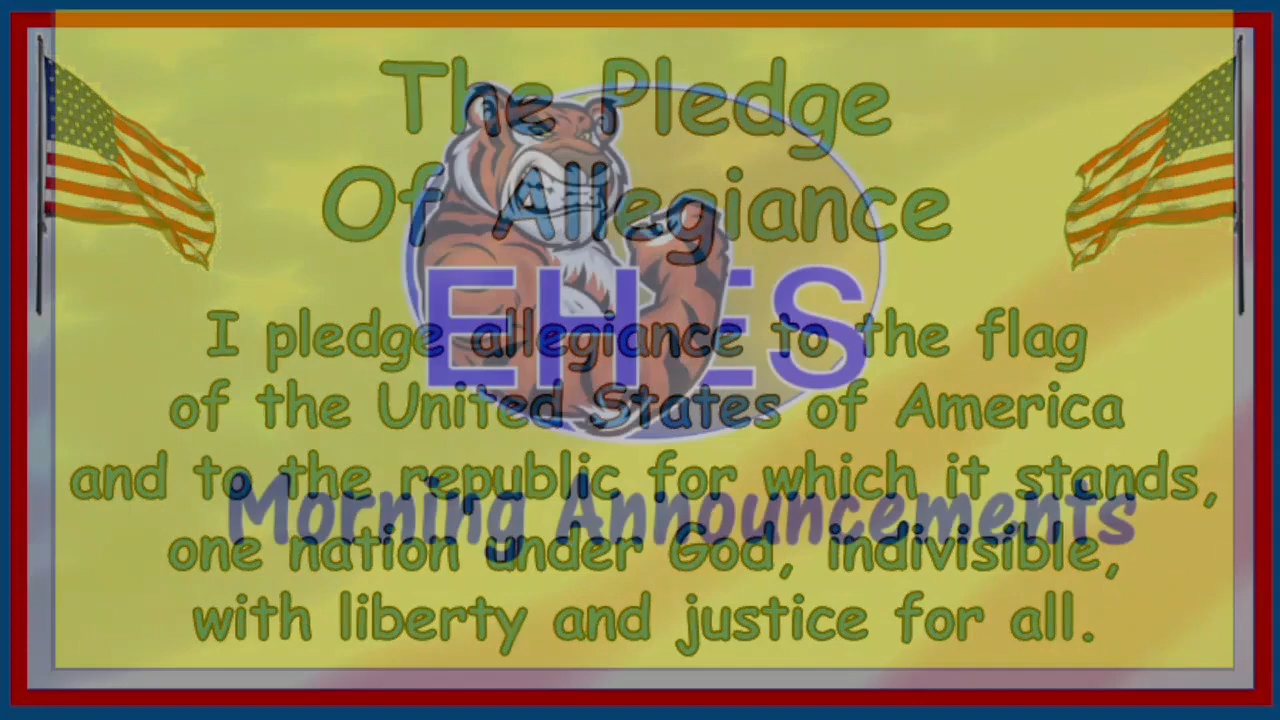 The Pledge
Of Allegiance
EHES
I pledge allegiance to the flag
of the United States of America
and to the republic for which it stands,
Morning Announcements
one nation under God, indivisible,
with liberty and justice for all.